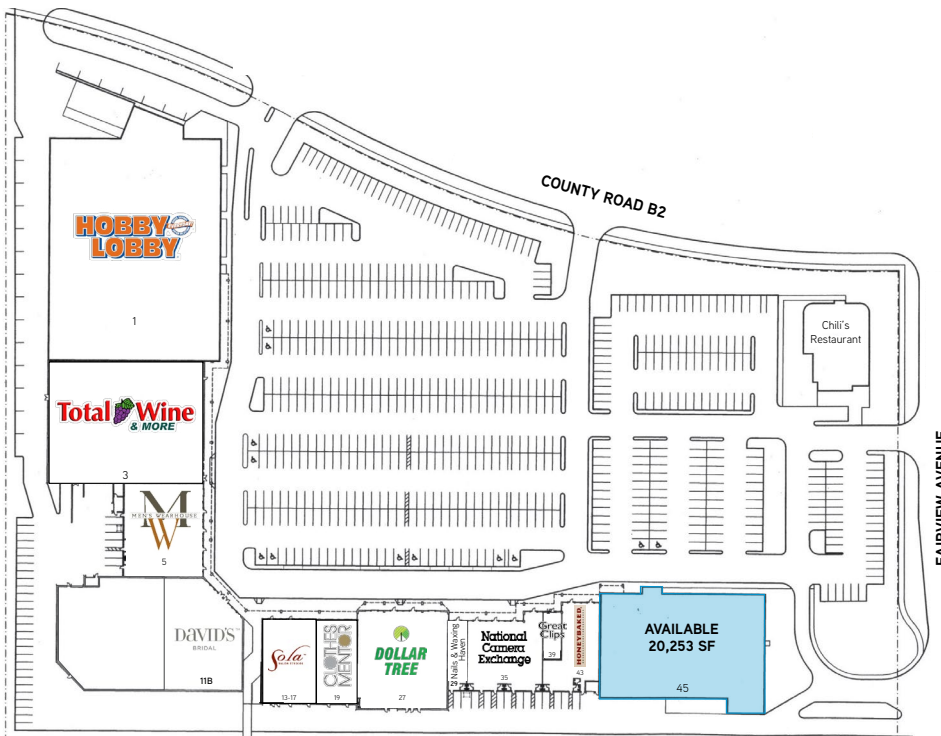 COUNTY ROAD B2
HOBBY
LOBBY
1
Chili's
Restaurant
Total Wine
& MORE
3
FAIRVIEW AVENUE
M
MEN'S WEARHOUSE
W
5
DAVID'S
BRIDAL
11B
Sola
13-17
CLOTHES
MENTOR
19
DOLLAR
TREE
27
Nails & Waxing
Haven
29
National
Camera
Exchange
35
Great
Clips
39
HONEYBAKED
43
AVAILABLE
20,253 SF
45